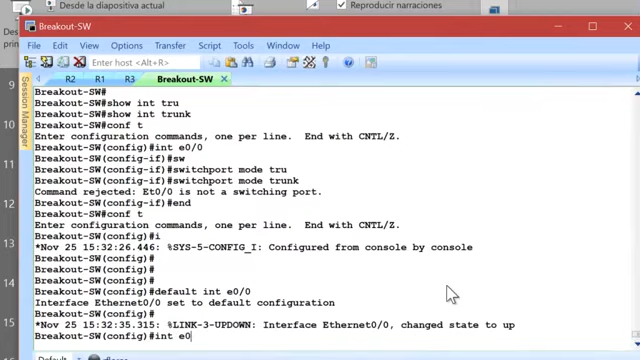 Desde la diapositiva actual
Reproducir narraciones
Breakout-SW
File Edit View Options Transfer Script Tools Window Help
Enter host <Alt+R>
R2 R1 R3 Breakout-SW
Session Manager
9
10
11
12
13
14
15
Breakout-SW#
Breakout-SW#show int tru
Breakout-SW#show int trunk
Breakout-SW#conf t
Enter configuration commands, one per line. End with CNTL/Z.
Breakout-SW(config)#int e0/0
Breakout-SW(config-if)#sw
Breakout-SW(config-if)#switchport mode tru
Breakout-SW(config-if)#switchport mode trunk
Command rejected: Et0/0 is not a switching port.
Breakout-SW(config-if)#end
Breakout-SW#conf t
Enter configuration commands, one per line. End with CNTL/Z.
Breakout-SW(config)#i
*Nov 25 15:32:26.446: %SYS-5-CONFIG_I: Configured from console by console
Breakout-SW(config)#
Breakout-SW(config)#
Breakout-SW(config)#
Breakout-SW(config)#default int e0/0
Interface Ethernet0/0 set to default configuration
Breakout-SW(config)#
*Nov 25 15:32:35.315: %LINK-3-UPDOWN: Interface Ethernet0/0, changed state to up
Breakout-SW(config)#int e0